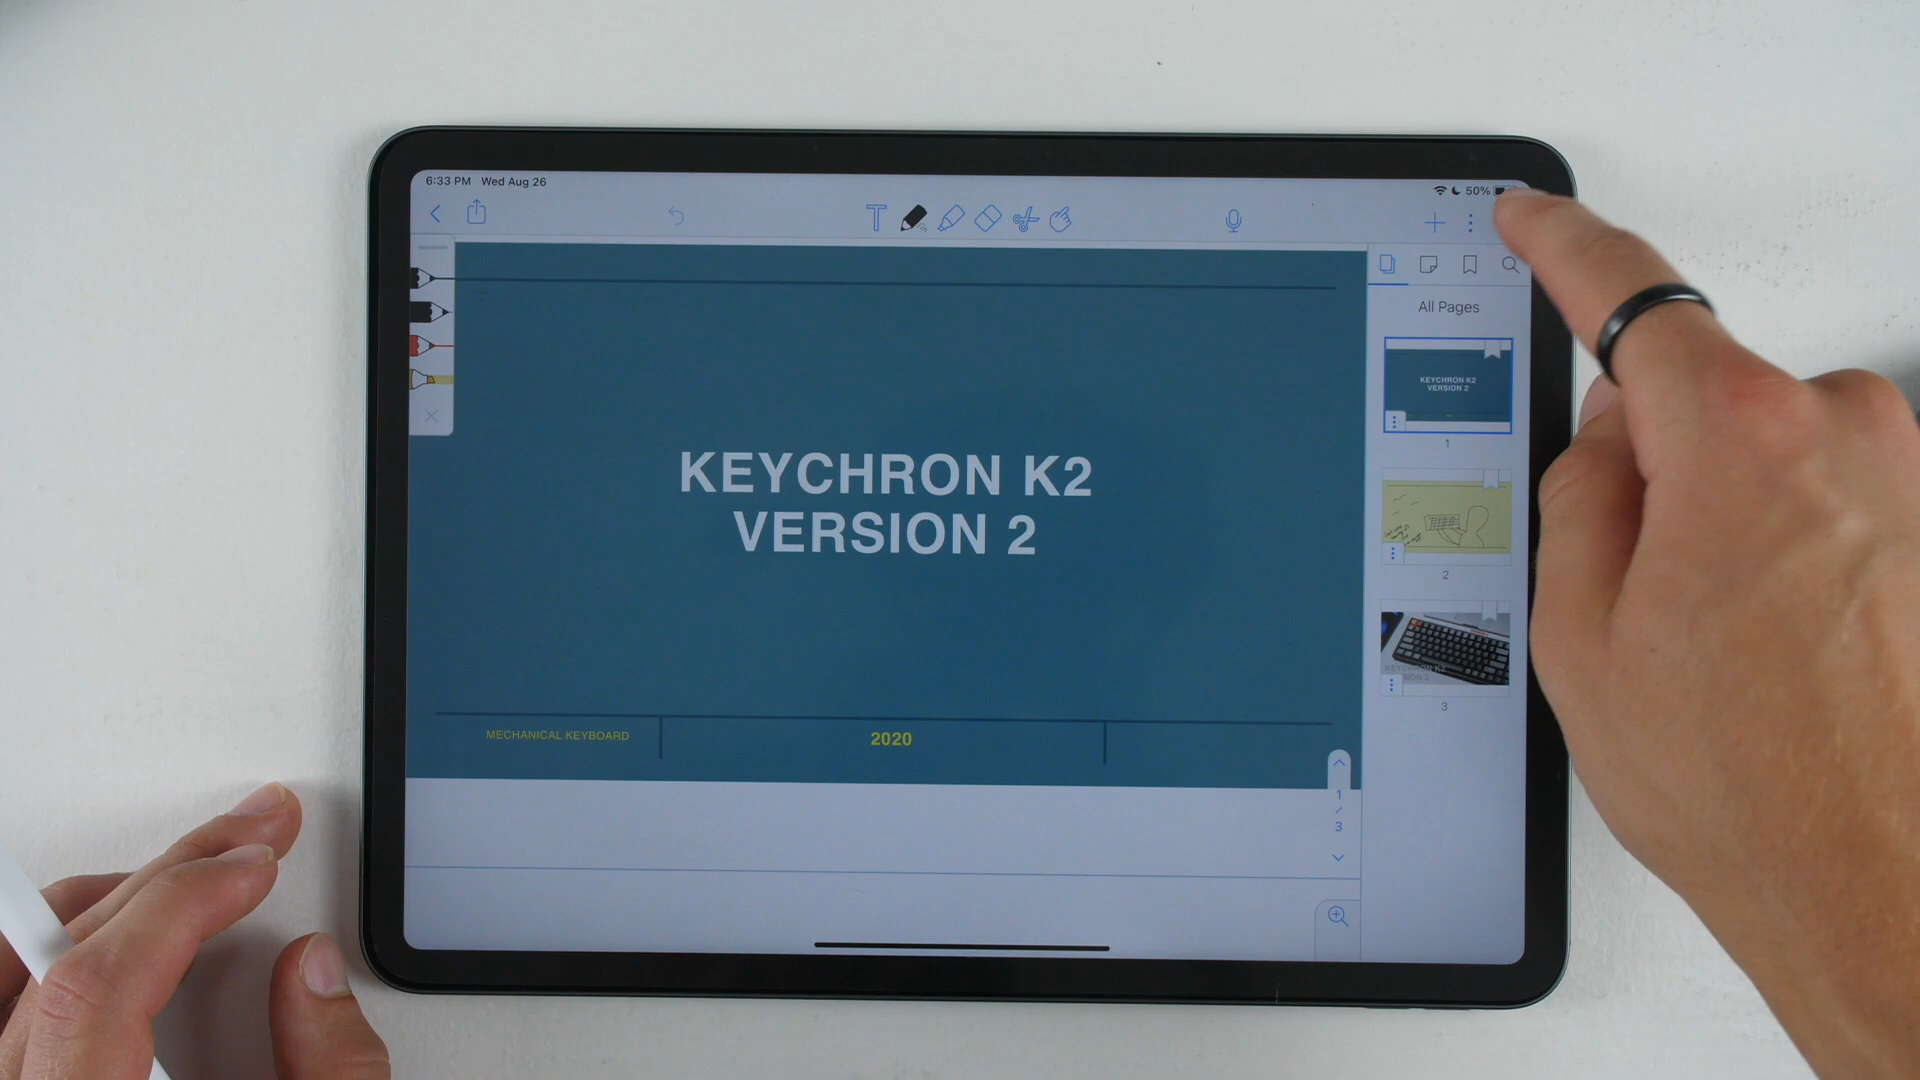 6:33 PM Wed Aug 26
50%
All Pages
KEYCHRON K2
VERSION 2
1
KEYCHRON K2
VERSION 2
2
3
MECHANICAL KEYBOARD
2020
1
3